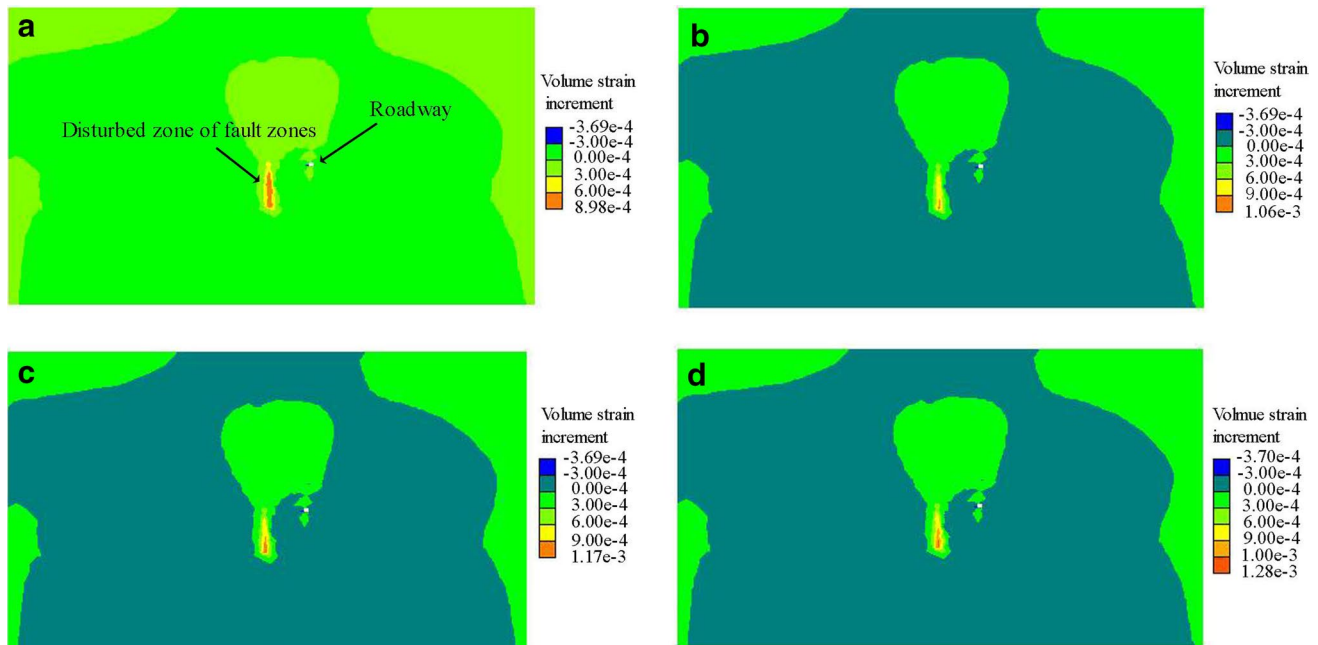 a
Disturbed zone of fault zones
Roadway
Volume strain
increment
-3.69e-4
-3.00e-4
0.00e-4
3.00e-4
6.00e-4
8.98e-4
b
Volume strain
increment
-3.69e-4
-3.00e-4
0.00e-4
3.00e-4
6.00e-4
9.00e-4
1.06e-3
c
Volume strain
increment
-3.69e-4
-3.00e-4
0.00e-4
3.00e-4
6.00e-4
9.00e-4
1.17e-3
d
Volmue strain
increment
-3.70e-4
-3.00e-4
0.00e-4
3.00e-4
6.00e-4
9.00e-4
1.00e-3
1.28e-3